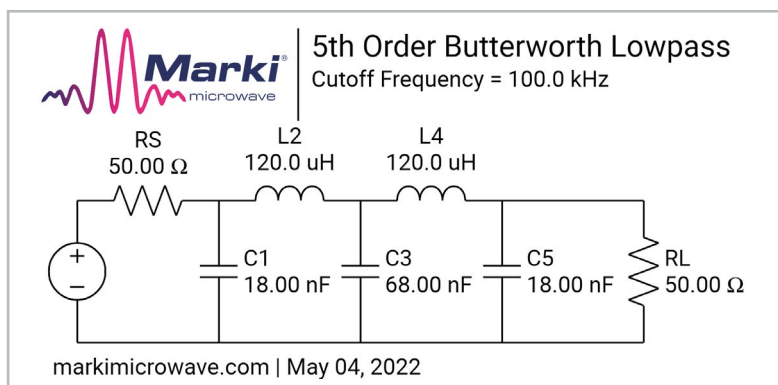 Marki®
microwave
5th Order Butterworth Lowpass
Cutoff Frequency = 100.0 kHz
RS
50.00 Ω
L2
120.0 uH
L4
120.0 uH
+
−
C1
18.00 nF
C3
68.00 nF
C5
18.00 nF
RL
50.00 Ω
markimicrowave.com | May 04, 2022